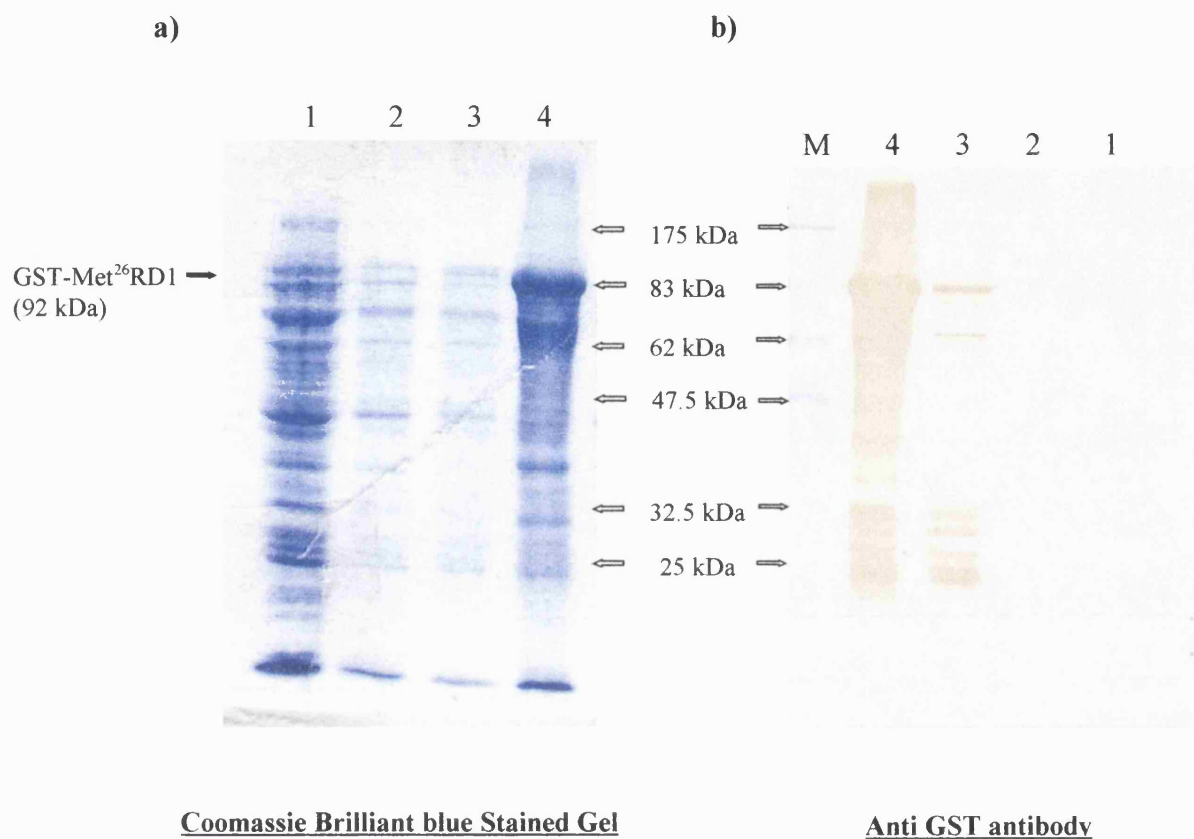 a)
b)
1 2 3 4
M 4 3 2 1
GST-Met²⁶RD1
(92 kDa)
175 kDa
83 kDa
62 kDa
47.5 kDa
32.5 kDa
25 kDa
Coomassie Brilliant blue Stained Gel
Anti GST antibody